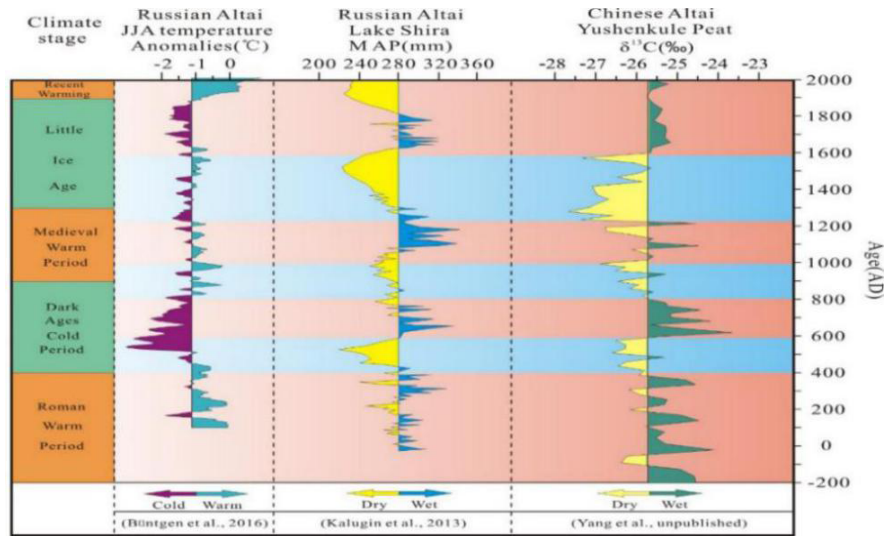 Climate stage
Russian Altai
JJA temperature
Anomalies(℃)
-2 -1 0
Russian Altai
Lake Shira
M AP(mm)
200 240 280 320 360
Chinese Altai
Yushenkule Peat
δ¹³C(‰)
-28 -27 -26 -25 -24 -23
Recent
Warming
Little
Ice
Age
Medieval
Warm
Period
Dark
Ages
Cold
Period
Roman
Warm
Period
2000
1800
1600
1400
1200
1000
800
600
400
200
0
-200
Age(AD)
Cold Warm
Dry Wet
Dry Wet
(Büntgen et al., 2016)
(Kalugin et al., 2013)
(Yang et al., unpublished)